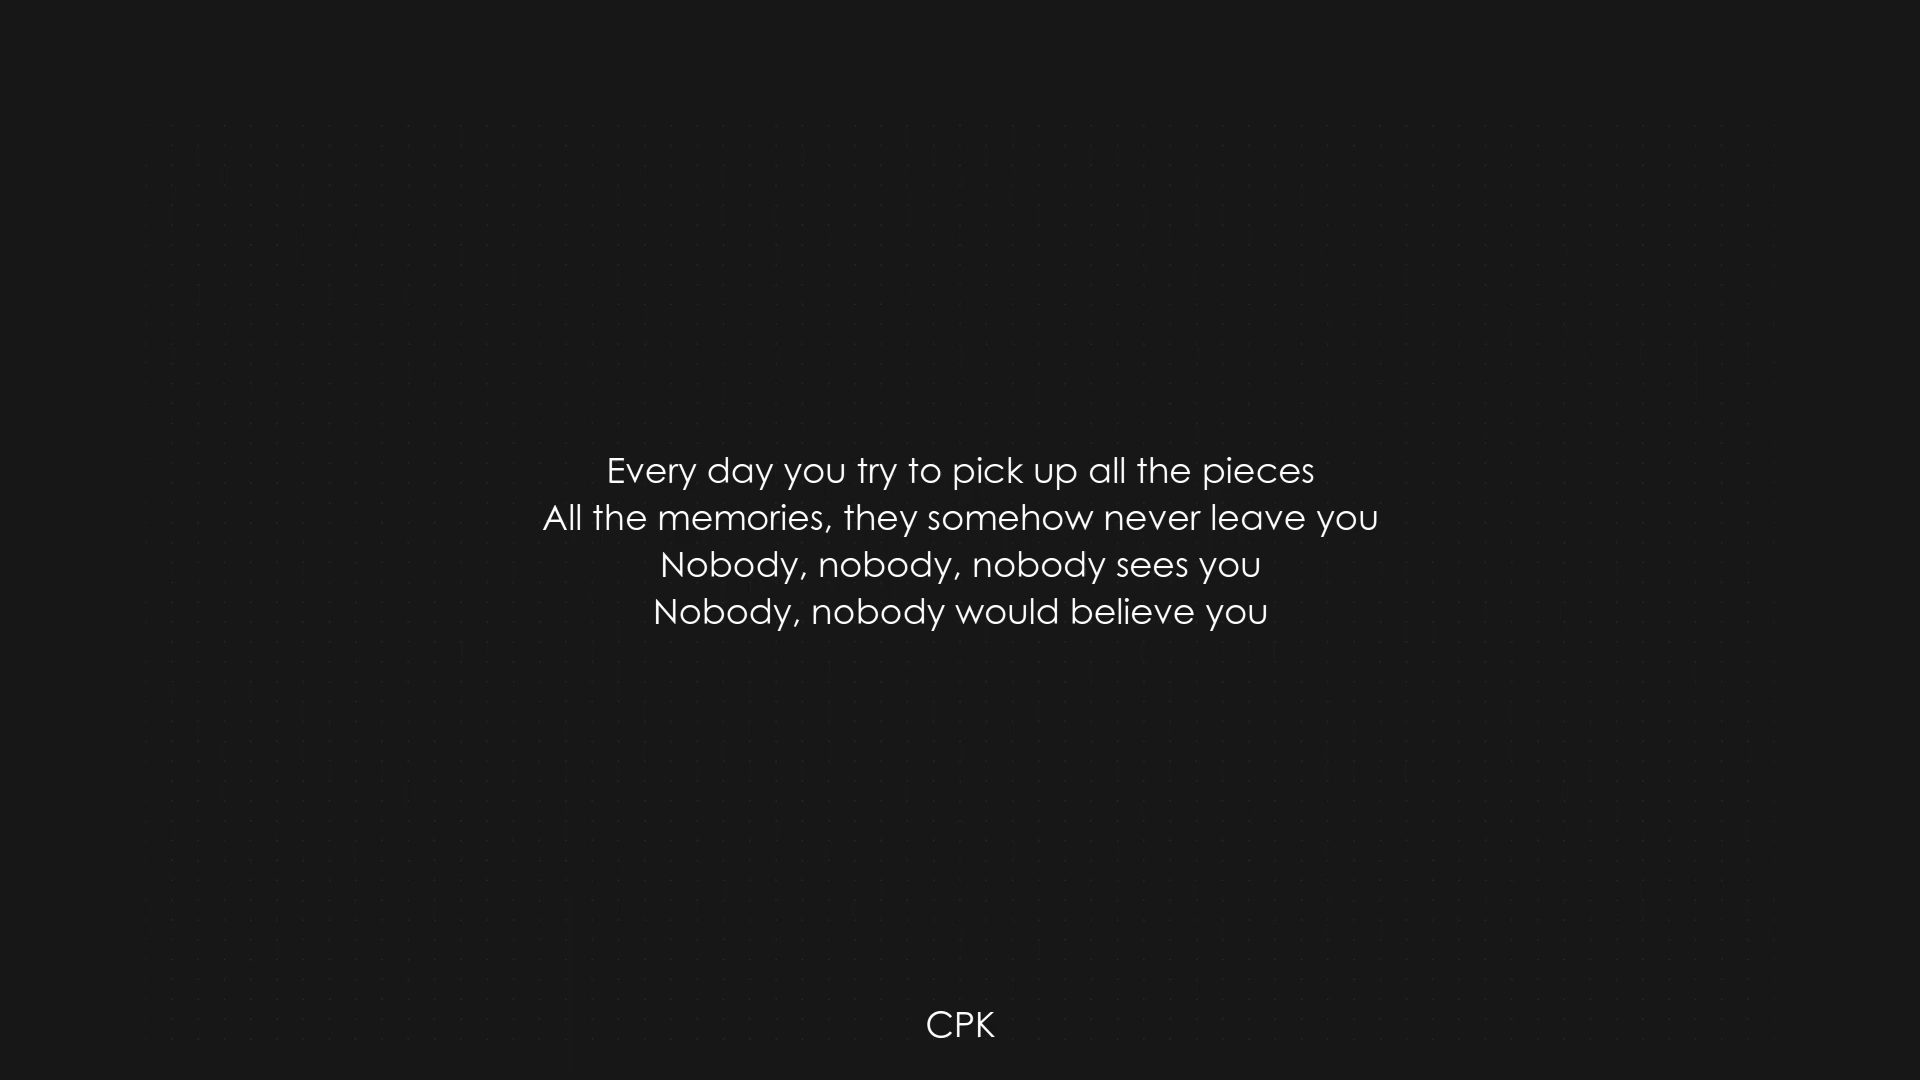 Every day you try to pick up all the pieces
All the memories, they somehow never leave you
Nobody, nobody, nobody sees you
Nobody, nobody would believe you
CPK